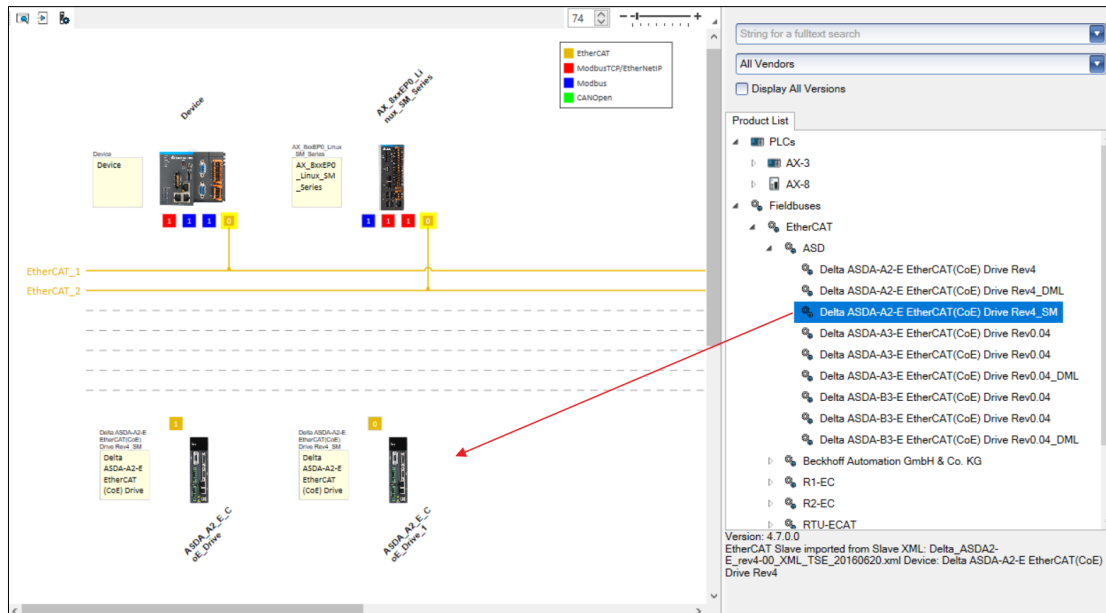 74
EtherCAT
ModbusTCP/EtherNetIP
Modbus
CANOpen
Device
AX_8xxEP0_Li
nux_SM_Series
Device
Device
AX_8xxEP0_Linux
SM_Series
AX_8xxEP0
_Linux_SM
_Series
1 1 1 0
1 1 1 0
EtherCAT_1
EtherCAT_2
1
0
Delta ASDA-A2-E
EtherCAT(CoE)
Drive Rev4_SM
Delta
ASDA-A2-E
EtherCAT
(CoE) Drive
ASDA_A2_E_C
oE_Drive
Delta ASDA-A2-E
EtherCAT(CoE)
Drive Rev4_SM
Delta
ASDA-A2-E
EtherCAT
(CoE) Drive
ASDA_A2_E_C
oE_Drive_1
String for a fulltext search
All Vendors
Display All Versions
Product List
PLCs
AX-3
AX-8
Fieldbuses
EtherCAT
ASD
Delta ASDA-A2-E EtherCAT(CoE) Drive Rev4
Delta ASDA-A2-E EtherCAT(CoE) Drive Rev4_DML
Delta ASDA-A2-E EtherCAT(CoE) Drive Rev4_SM
Delta ASDA-A3-E EtherCAT(CoE) Drive Rev0.04
Delta ASDA-A3-E EtherCAT(CoE) Drive Rev0.04
Delta ASDA-A3-E EtherCAT(CoE) Drive Rev0.04_DML
Delta ASDA-B3-E EtherCAT(CoE) Drive Rev0.04
Delta ASDA-B3-E EtherCAT(CoE) Drive Rev0.04
Delta ASDA-B3-E EtherCAT(CoE) Drive Rev0.04_DML
Beckhoff Automation GmbH & Co. KG
R1-EC
R2-EC
RTU-ECAT
Version: 4.7.0.0
EtherCAT Slave imported from Slave XML: Delta_ASDA2-
E_rev4-00_XML_TSE_20160620.xml Device: Delta ASDA-A2-E EtherCAT(CoE)
Drive Rev4